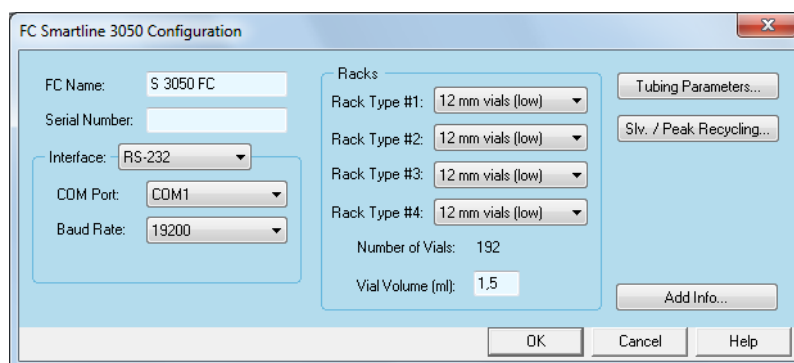 FC Smartline 3050 Configuration
FC Name: S 3050 FC
Serial Number:
Interface: RS-232
COM Port: COM1
Baud Rate: 19200
Racks
Rack Type #1: 12 mm vials (low)
Rack Type #2: 12 mm vials (low)
Rack Type #3: 12 mm vials (low)
Rack Type #4: 12 mm vials (low)
Number of Vials: 192
Vial Volume (ml): 1,5
Tubing Parameters...
Slv. / Peak Recycling...
Add Info...
OK Cancel Help